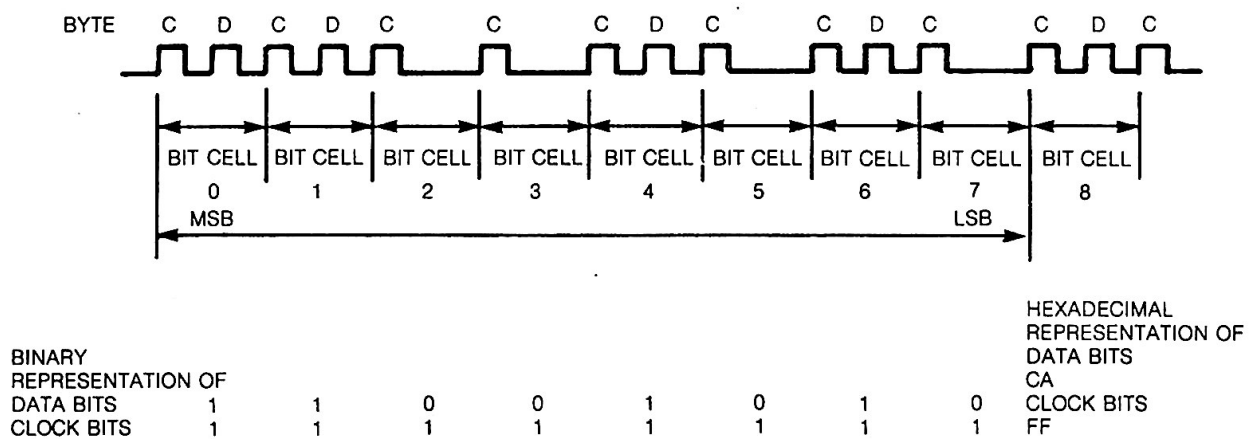 BYTE C D C D C C C D C C D C C D C
BIT CELL BIT CELL BIT CELL BIT CELL BIT CELL BIT CELL BIT CELL BIT CELL BIT CELL
0 1 2 3 4 5 6 7 8
MSB LSB
HEXADECIMAL
REPRESENTATION OF
BINARY DATA BITS
REPRESENTATION OF CA
DATA BITS 1 1 0 0 1 0 1 0 CLOCK BITS
CLOCK BITS 1 1 1 1 1 1 1 1 FF